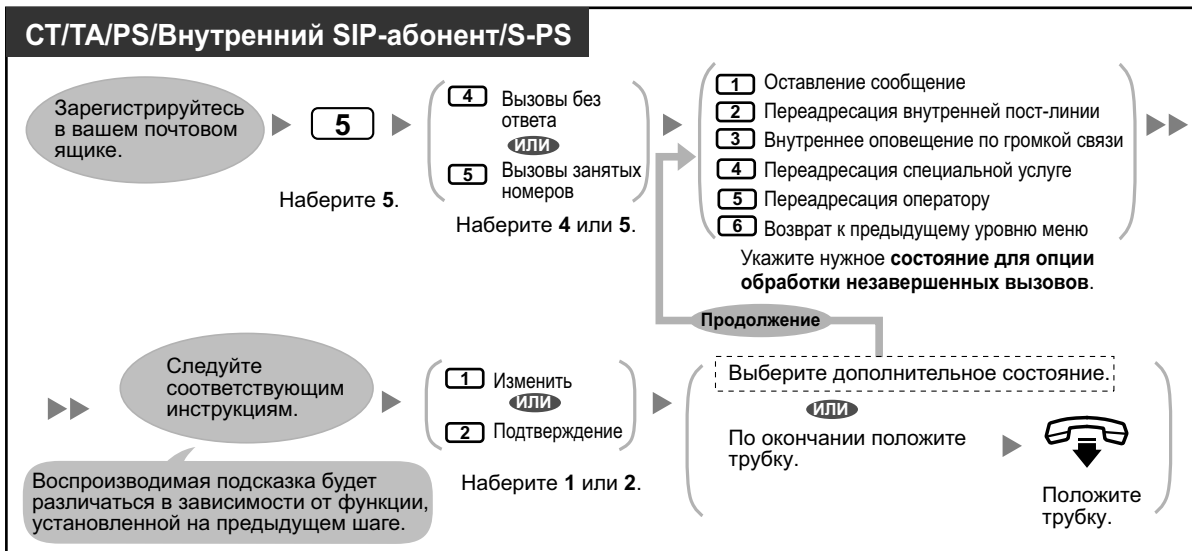 CT/TA/PS/Внутренний SIP-абонент/S-PS
Зарегистрируйтесь
в вашем почтовом
ящике.
5
Наберите 5.
4 Вызовы без
ответа
ИЛИ
5 Вызовы занятых
номеров
Наберите 4 или 5.
1 Оставление сообщение
2 Переадресация внутренней пост-линии
3 Внутреннее оповещение по громкой связи
4 Переадресация специальной услуге
5 Переадресация оператору
6 Возврат к предыдущему уровню меню
Укажите нужное состояние для опции
обработки незавершенных вызовов.
Продолжение
Следуйте
соответствующим
инструкциям.
Воспроизводимая подсказка будет
различаться в зависимости от функции,
установленной на предыдущем шаге.
1 Изменить
ИЛИ
2 Подтверждение
Наберите 1 или 2.
Выберите дополнительное состояние.
ИЛИ
По окончании положите
трубку.
Положите
трубку.